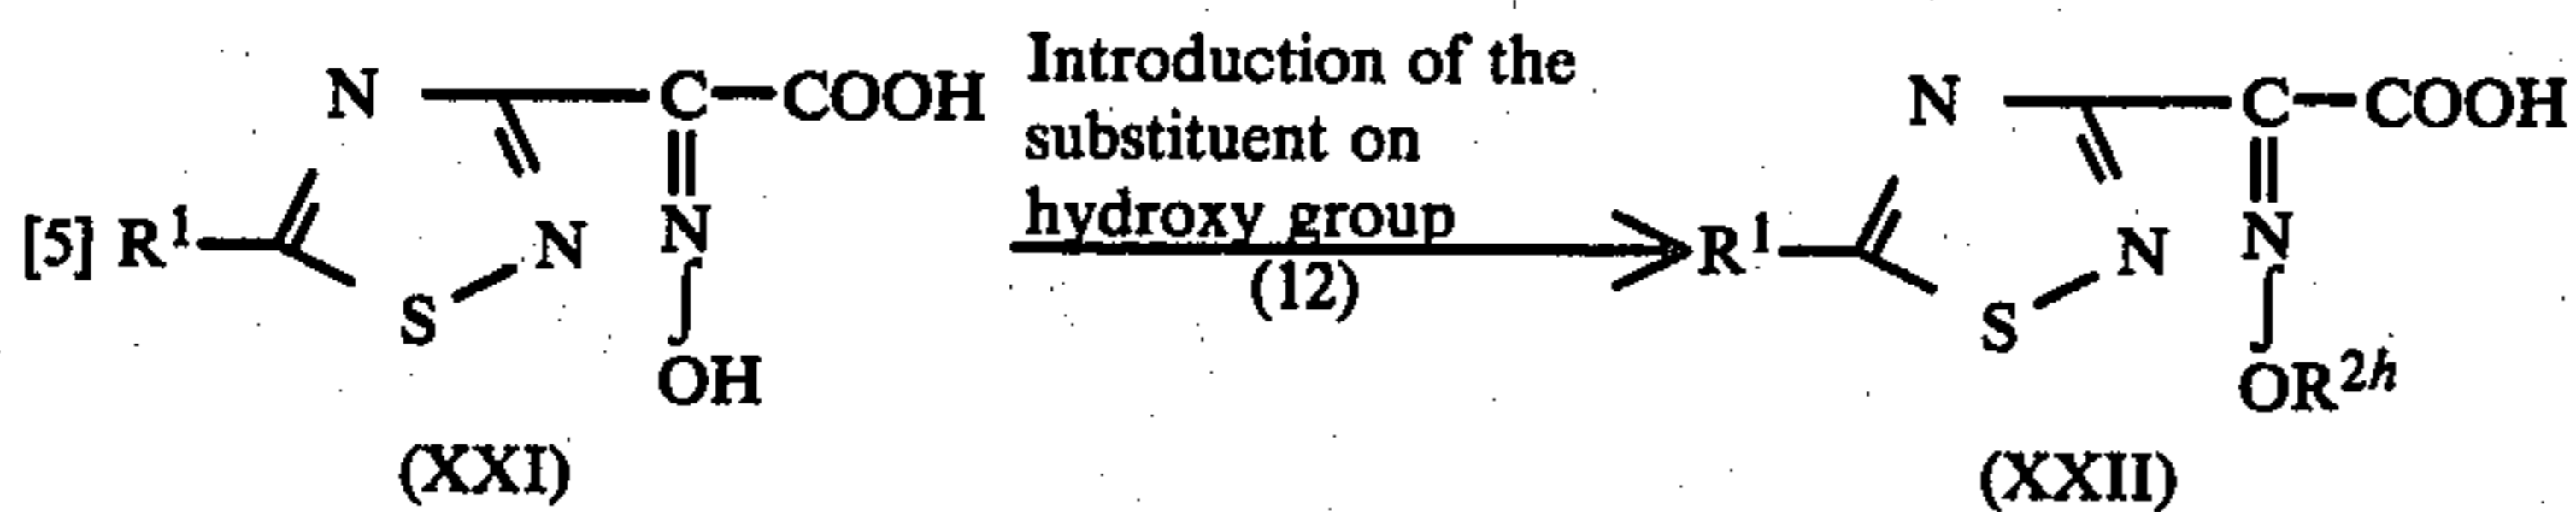 N C—COOH Introduction of the N C—COOH
substituent on
[5] R¹ N N hydroxy group R¹ N N
S (12) S
OH OR²ʰ
(XXI) (XXII)